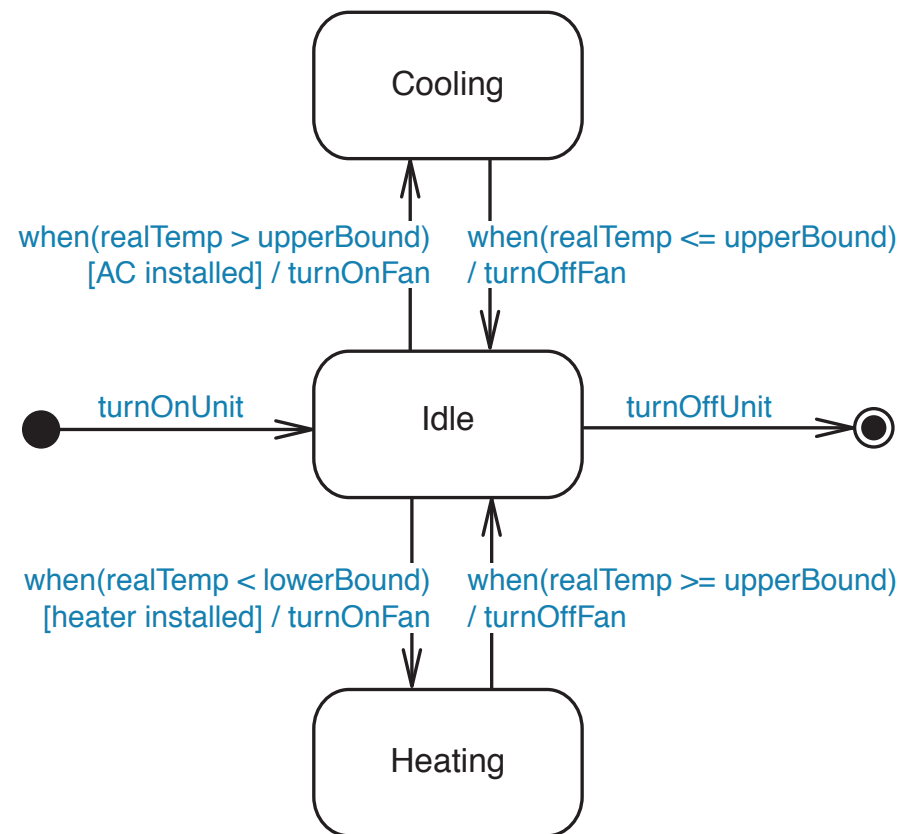 Cooling
when(realTemp > upperBound)
[AC installed] / turnOnFan
when(realTemp <= upperBound)
/ turnOffFan
turnOnUnit
Idle
turnOffUnit
when(realTemp < lowerBound)
[heater installed] / turnOnFan
when(realTemp >= upperBound)
/ turnOffFan
Heating